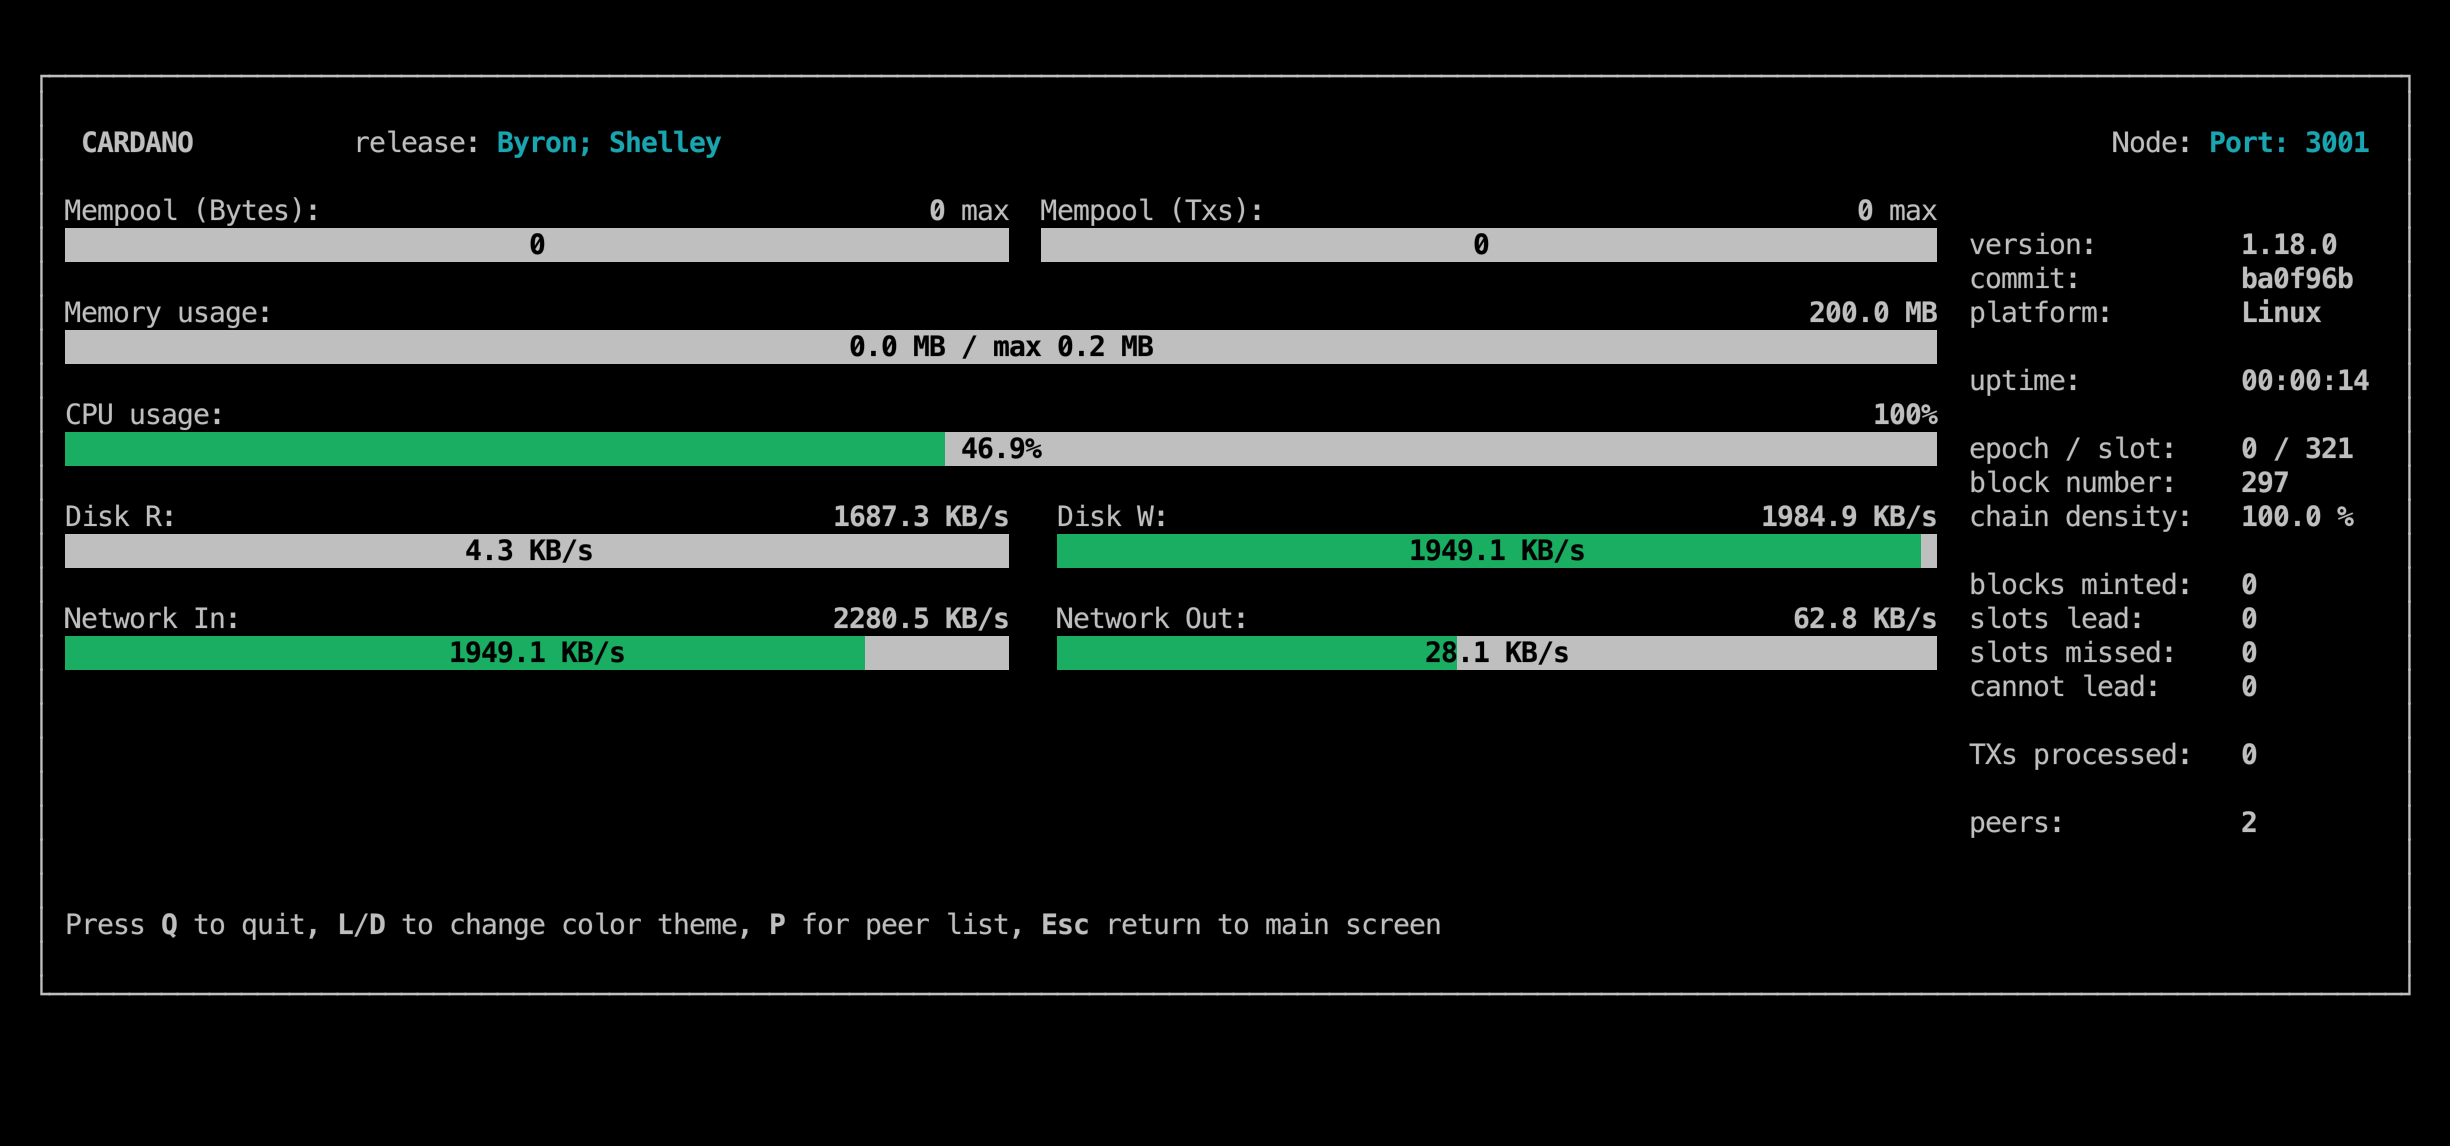 CARDANO release: Byron; Shelley Node: Port: 3001
Mempool (Bytes): 0 max Mempool (Txs): 0 max
0 0 version: 1.18.0
commit: ba0f96b
Memory usage: 200.0 MB platform: Linux
0.0 MB / max 0.2 MB
uptime: 00:00:14
CPU usage: 100%
46.9% epoch / slot: 0 / 321
block number: 297
Disk R: 1687.3 KB/s Disk W: 1984.9 KB/s chain density: 100.0 %
4.3 KB/s 1949.1 KB/s
blocks minted: 0
Network In: 2280.5 KB/s Network Out: 62.8 KB/s slots lead: 0
1949.1 KB/s 28.1 KB/s slots missed: 0
cannot lead: 0
TXs processed: 0
peers: 2
Press Q to quit, L/D to change color theme, P for peer list, Esc return to main screen